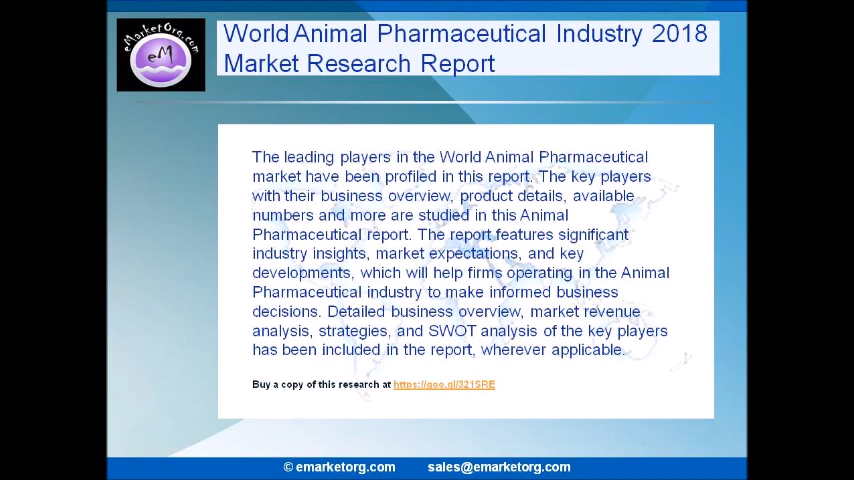 eMarketOrg.com
eM
World Animal Pharmaceutical Industry 2018
Market Research Report
The leading players in the World Animal Pharmaceutical
market have been profiled in this report. The key players
with their business overview, product details, available
numbers and more are studied in this Animal
Pharmaceutical report. The report features significant
industry insights, market expectations, and key
developments, which will help firms operating in the Animal
Pharmaceutical industry to make informed business
decisions. Detailed business overview, market revenue
analysis, strategies, and SWOT analysis of the key players
has been included in the report, wherever applicable.
Buy a copy of this research at https://goo.gl/321SRE
© emarketorg.com sales@emarketorg.com